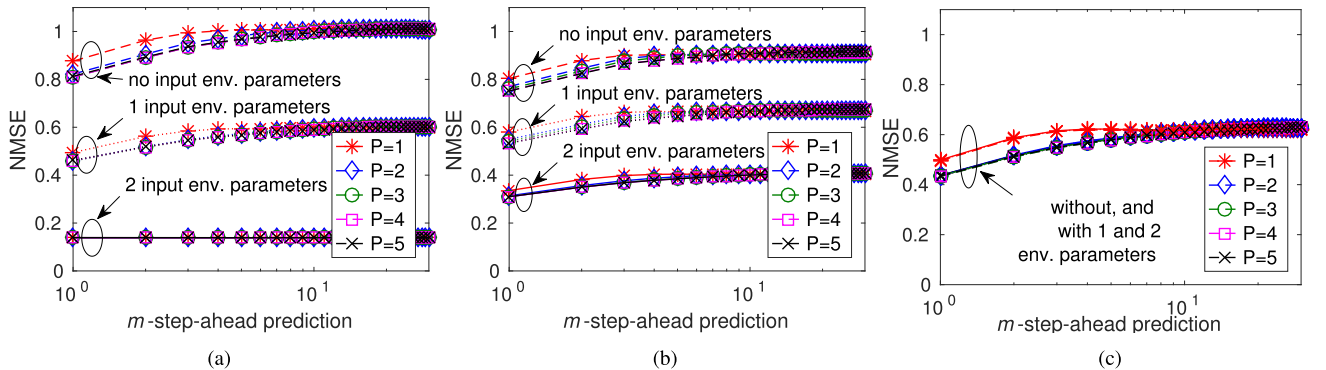 1
0.8
0.6
0.4
0.2
0
NMSE
no input env. parameters
1 input env. parameters
2 input env. parameters
P=1
P=2
P=3
P=4
P=5
10^0
10^1
m-step-ahead prediction
(a)
1
0.8
0.6
0.4
0.2
0
NMSE
no input env. parameters
1 input env. parameters
2 input env. parameters
P=1
P=2
P=3
P=4
P=5
10^0
10^1
m-step-ahead prediction
(b)
1
0.8
0.6
0.4
0.2
0
NMSE
without, and
with 1 and 2
env. parameters
P=1
P=2
P=3
P=4
P=5
10^0
10^1
m-step-ahead prediction
(c)